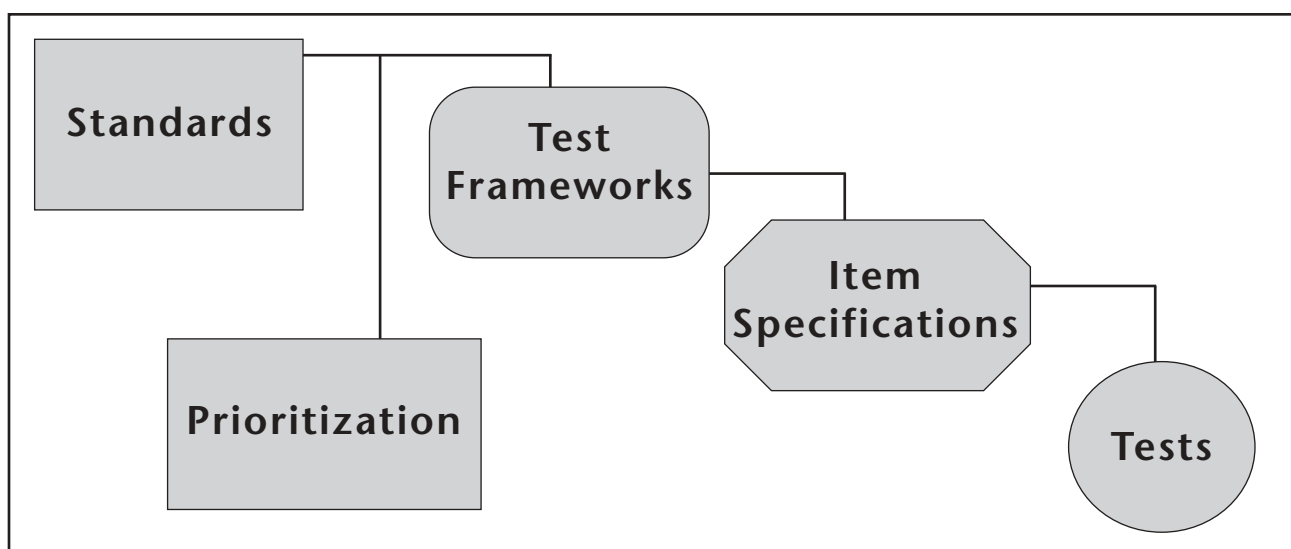 Standards
Test
Frameworks
Item
Specifications
Prioritization
Tests